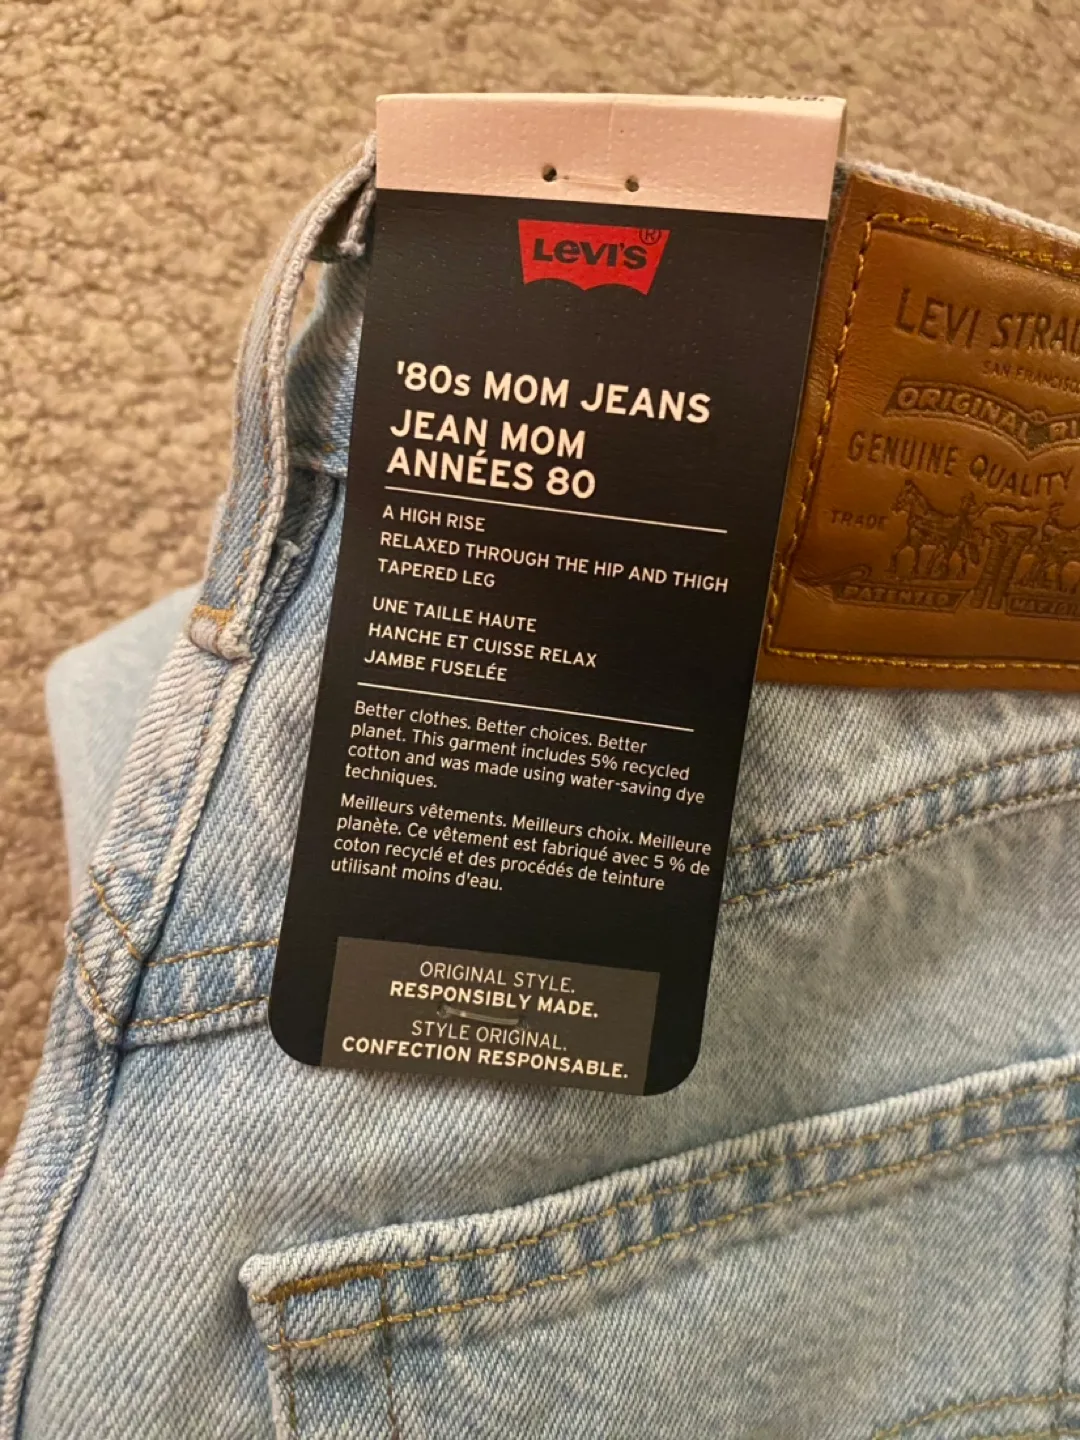 LEVI'S®
'80s MOM JEANS
JEAN MOM
ANNÉES 80
A HIGH RISE
RELAXED THROUGH THE HIP AND THIGH
TAPERED LEG
UNE TAILLE HAUTE
HANCHE ET CUISSE RELAX
JAMBE FUSELÉE
Better clothes. Better choices. Better
planet. This garment includes 5% recycled
cotton and was made using water-saving dye
techniques.
Meilleurs vêtements. Meilleurs choix. Meilleure
planète. Ce vêtement est fabriqué avec 5 % de
coton recyclé et des procédés de teinture
utilisant moins d'eau.
ORIGINAL STYLE.
RESPONSIBLY MADE.
STYLE ORIGINAL.
CONFECTION RESPONSABLE.
LEVI STRAU
SAN FRANCISCO
ORIGINAL RI
GENUINE QUALITY
TRADE
PATENTED